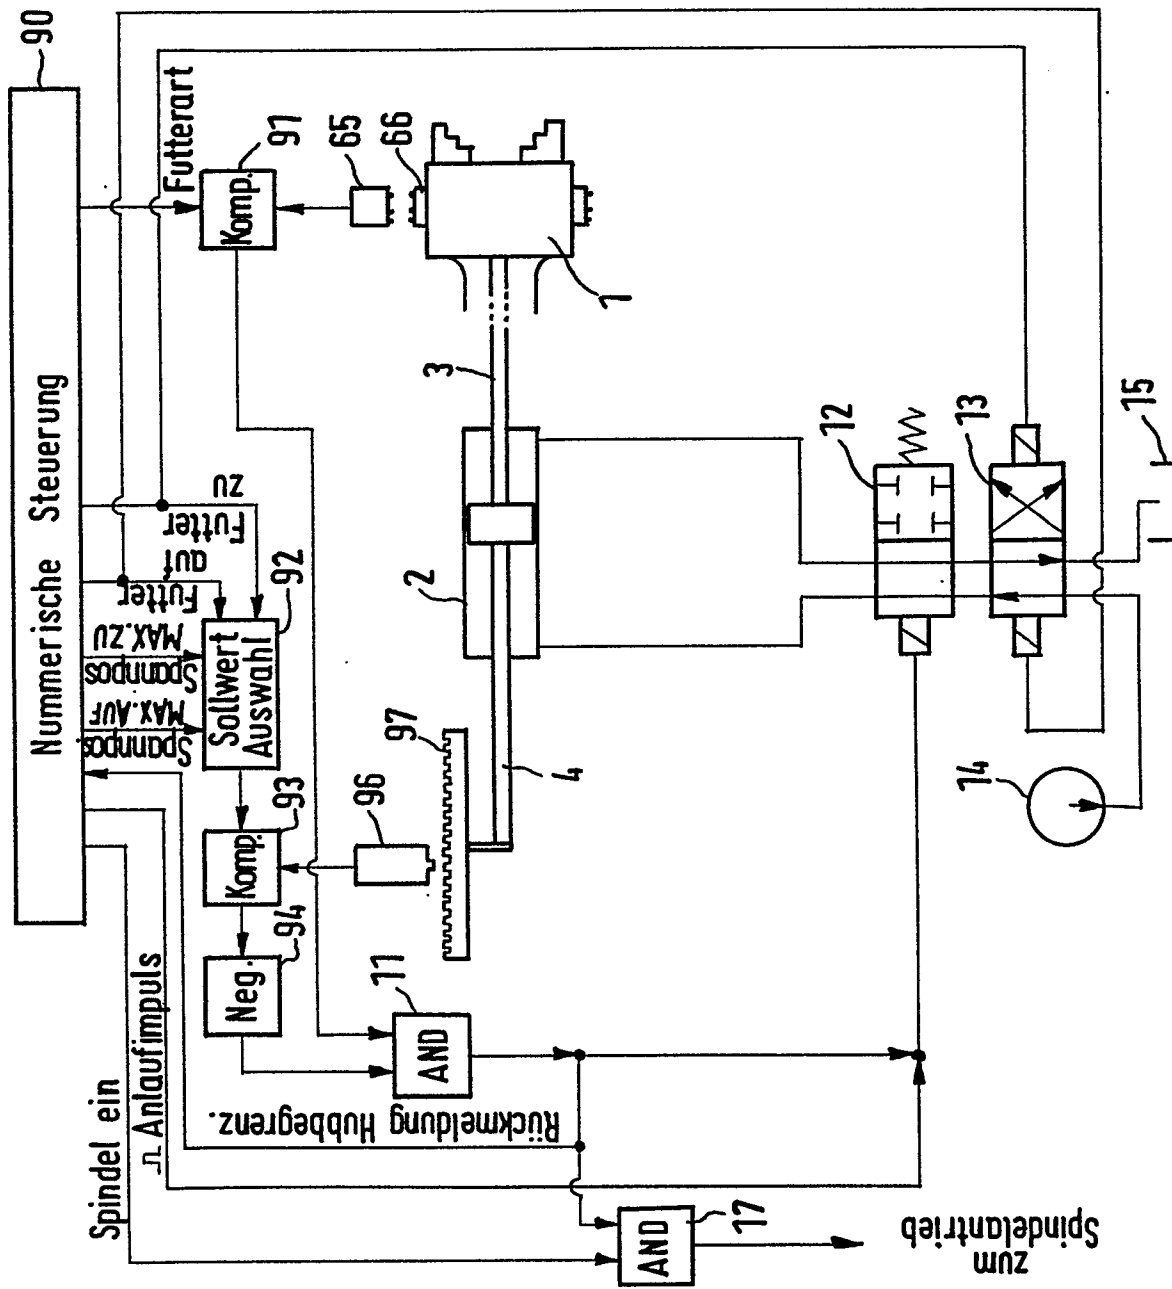 90
Nummerische Steuerung
Spindel ein
Anlaufimpuls
Rückmeldung Hubbegrenz.
Spannpos
MAX.AUF
Spannpos
MAX.ZU
Futter
auf
Futter
zu
Futterart
Neg.
94
Komp.
93
Sollwert
Auswahl
92
Komp.
91
AND
11
96
97
65
66
4
2
3
1
AND
17
zum
Spindelantrieb
12
13
14
15